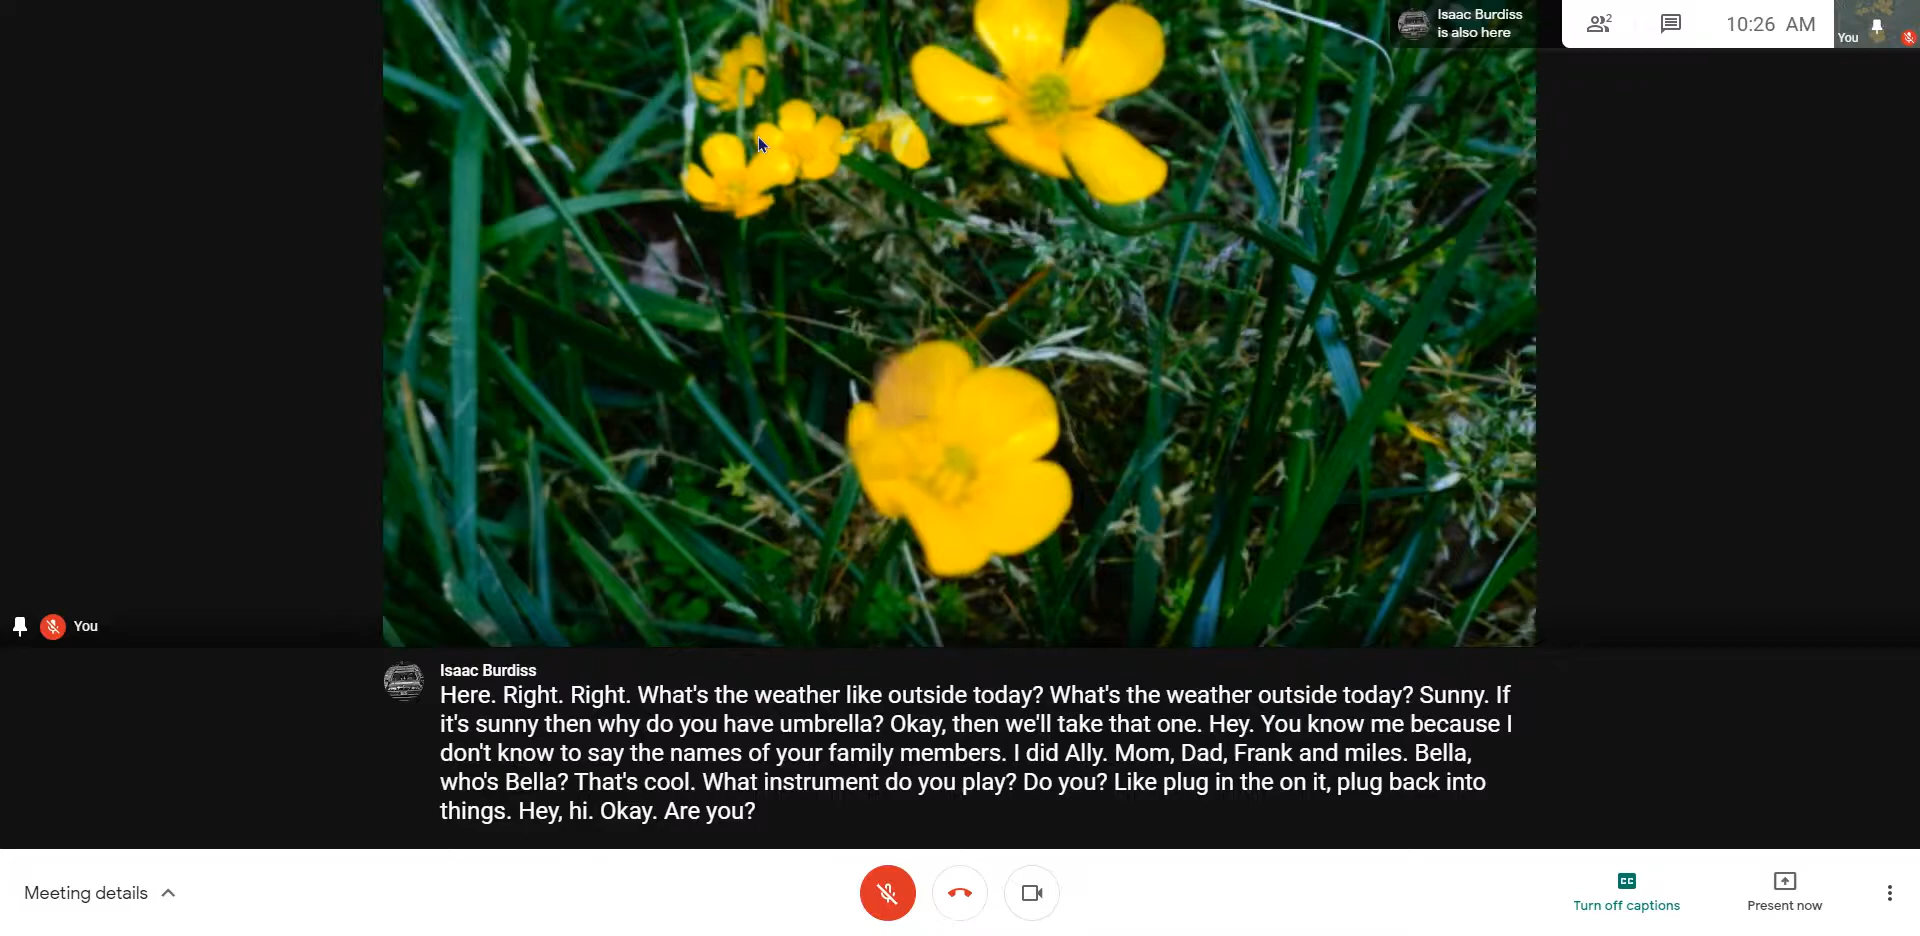 Isaac Burdiss
is also here
2
10:26 AM
You
You
Isaac Burdiss
Here. Right. Right. What's the weather like outside today? What's the weather outside today? Sunny. If
it's sunny then why do you have umbrella? Okay, then we'll take that one. Hey. You know me because I
don't know to say the names of your family members. I did Ally. Mom, Dad, Frank and miles. Bella,
who's Bella? That's cool. What instrument do you play? Do you? Like plug in the on it, plug back into
things. Hey, hi. Okay. Are you?
Meeting details
CC
Turn off captions
Present now